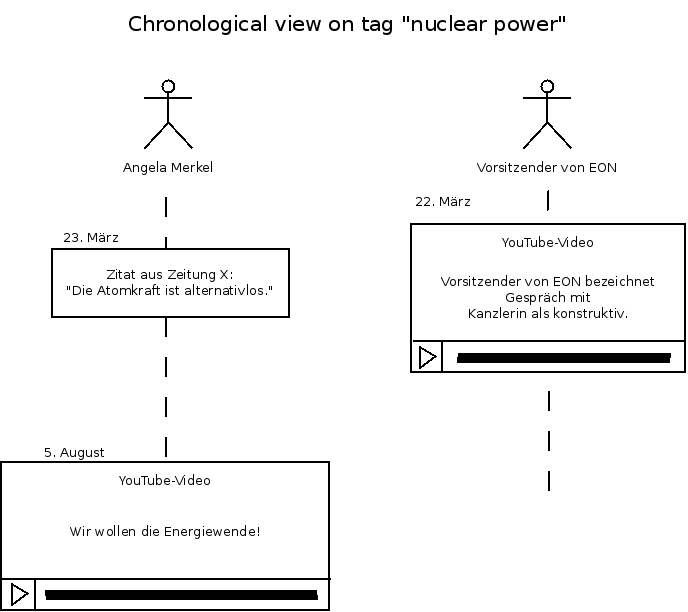 Chronological view on tag "nuclear power"
Angela Merkel
Vorsitzender von EON
22. März
YouTube-Video
Vorsitzender von EON bezeichnet
Gespräch mit
Kanzlerin als konstruktiv.
23. März
Zitat aus Zeitung X:
"Die Atomkraft ist alternativlos."
5. August
YouTube-Video
Wir wollen die Energiewende!